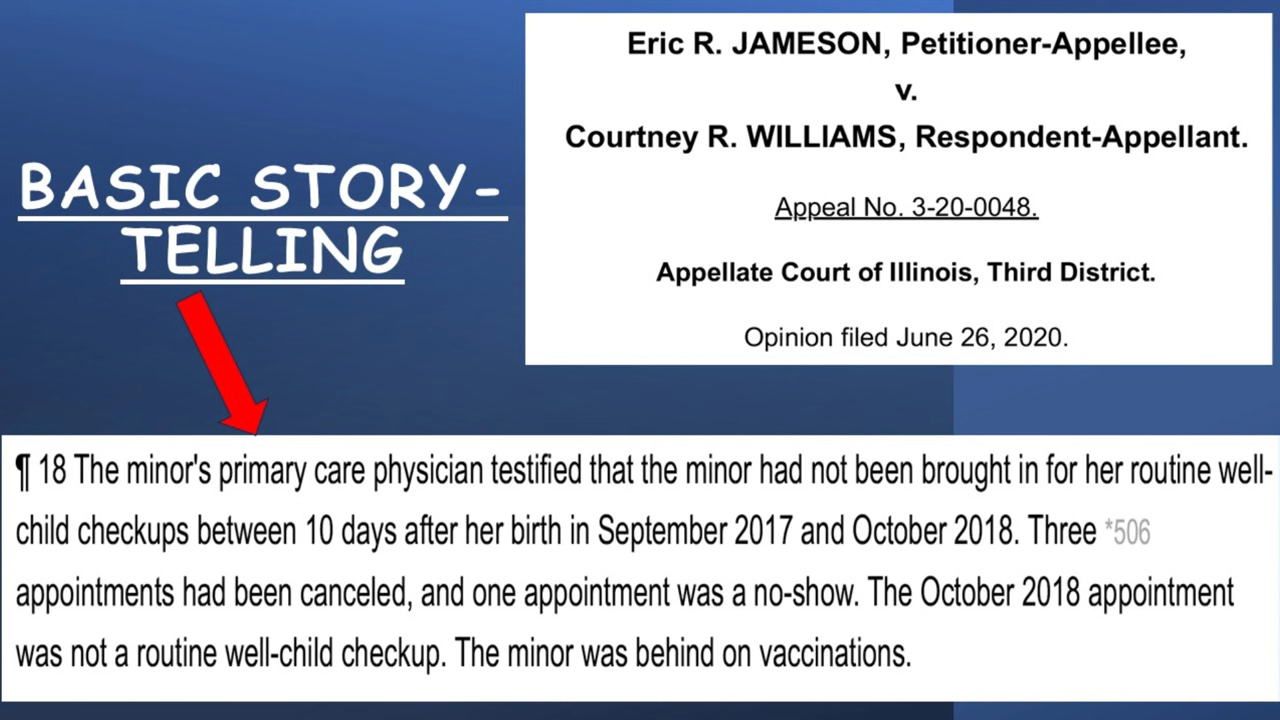 BASIC STORY-
TELLING
Eric R. JAMESON, Petitioner-Appellee,
v.
Courtney R. WILLIAMS, Respondent-Appellant.
Appeal No. 3-20-0048.
Appellate Court of Illinois, Third District.
Opinion filed June 26, 2020.
¶ 18 The minor's primary care physician testified that the minor had not been brought in for her routine well-
child checkups between 10 days after her birth in September 2017 and October 2018. Three *506
appointments had been canceled, and one appointment was a no-show. The October 2018 appointment
was not a routine well-child checkup. The minor was behind on vaccinations.